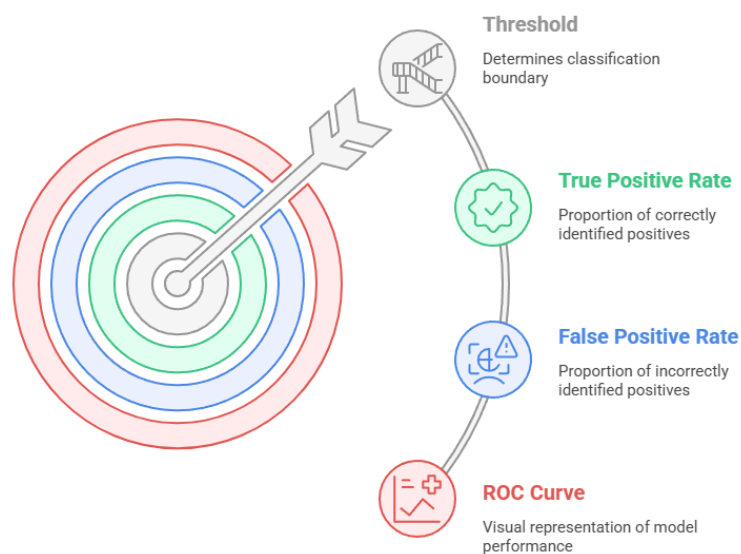 Threshold
Determines classification
boundary
True Positive Rate
Proportion of correctly
identified positives
False Positive Rate
Proportion of incorrectly
identified positives
ROC Curve
Visual representation of model
performance